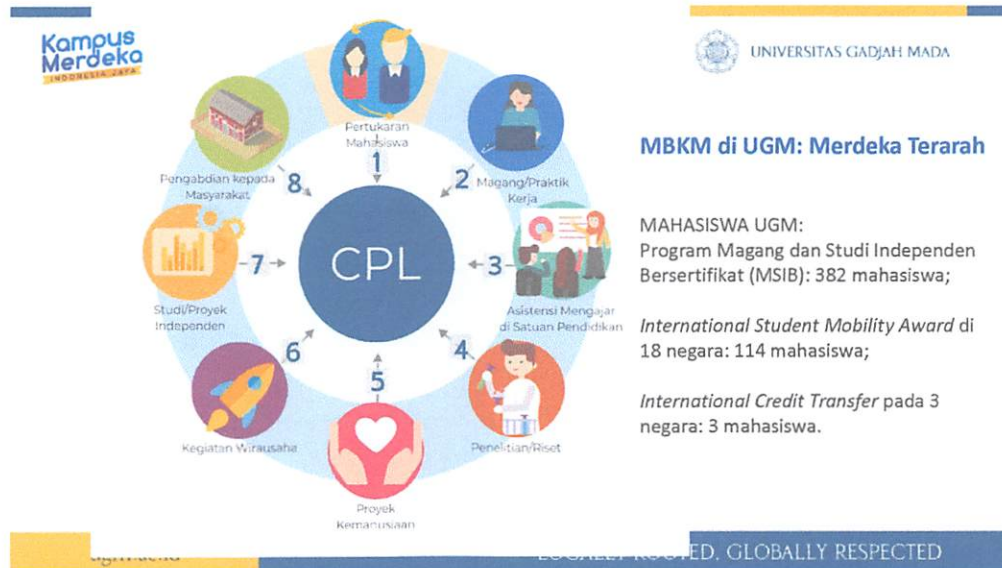 Kampus
Merdeka
INDONESIA JAYA
UNIVERSITAS GADJAH MADA
Pertukaran
Mahasiswa
1
2
Magang/Praktik
Kerja
3
Asistensi Mengajar
di Satuan Pendidikan
4
Penelitian/Riset
5
Proyek
Kemanusiaan
6
Kegiatan Wirausaha
7
Studi/Proyek
Independen
8
Pengabdian kepada
Masyarakat
CPL
MBKM di UGM: Merdeka Terarah
MAHASISWA UGM:
Program Magang dan Studi Independen
Bersertifikat (MSIB): 382 mahasiswa;
International Student Mobility Award di
18 negara: 114 mahasiswa;
International Credit Transfer pada 3
negara: 3 mahasiswa.
GLOBALLY RESPECTED